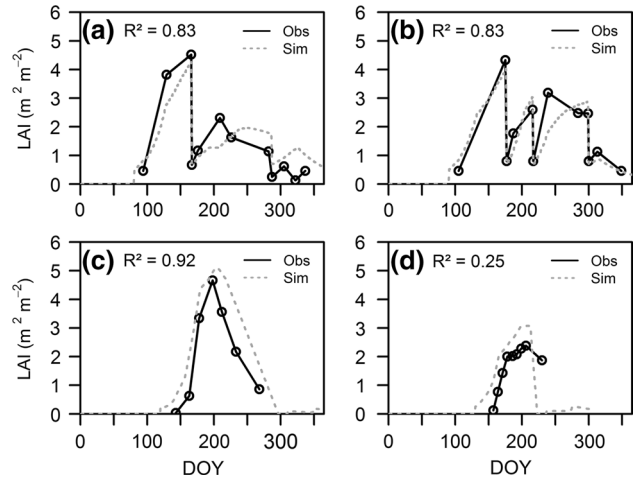 (a) R² = 0.83
Obs
Sim
LAI (m² m⁻²)
6
5
4
3
2
1
0
0 100 200 300
(b) R² = 0.83
Obs
Sim
6
5
4
3
2
1
0
0 100 200 300
(c) R² = 0.92
Obs
Sim
LAI (m² m⁻²)
6
5
4
3
2
1
0
0 100 200 300
DOY
(d) R² = 0.25
Obs
Sim
6
5
4
3
2
1
0
0 100 200 300
DOY